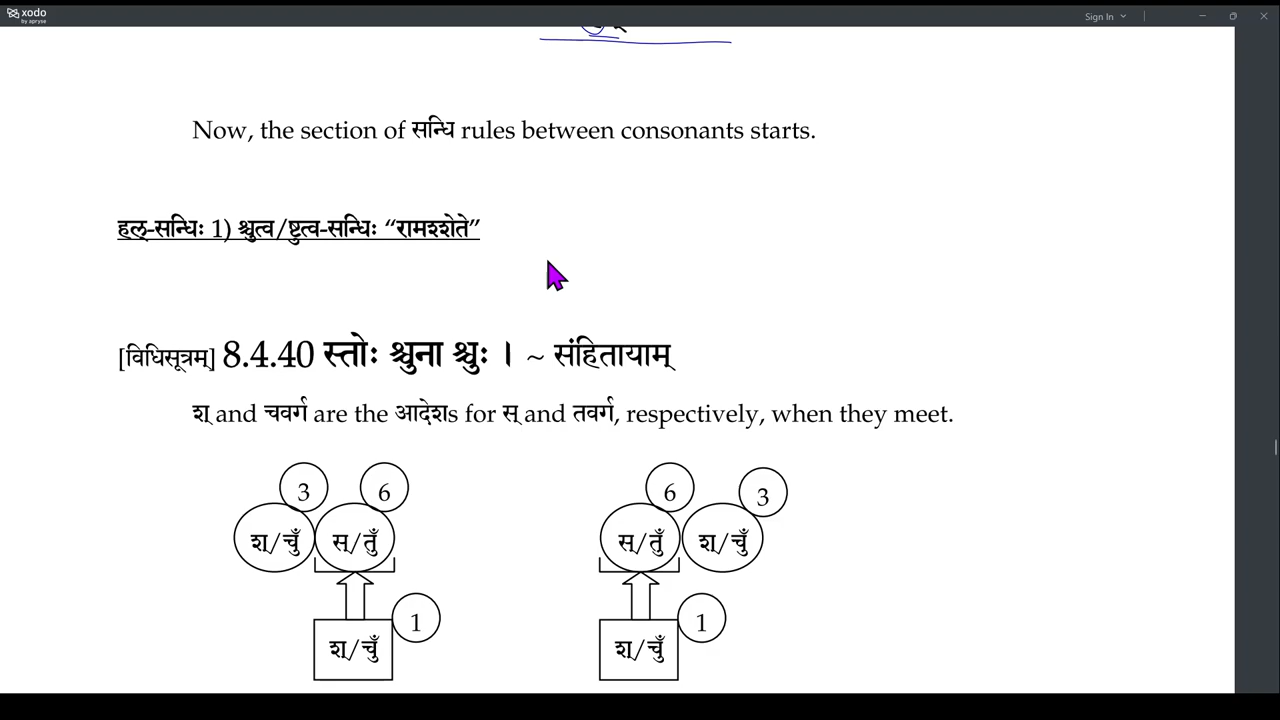 xodo
by apryse
Sign In
Now, the section of सन्धि rules between consonants starts.
हल्-सन्धिः 1) श्चुत्व/ष्टुत्व-सन्धिः “रामश्शेते”
[विधिसूत्रम्] 8.4.40 स्तोः श्चुना श्चुः । ~ संहितायाम्
श् and चवर्ग are the आदेशs for स् and तवर्ग, respectively, when they meet.
3 6 6 3
श्/चुँ स्/तुँ स्/तुँ श्/चुँ
1 1
श्/चुँ श्/चुँ